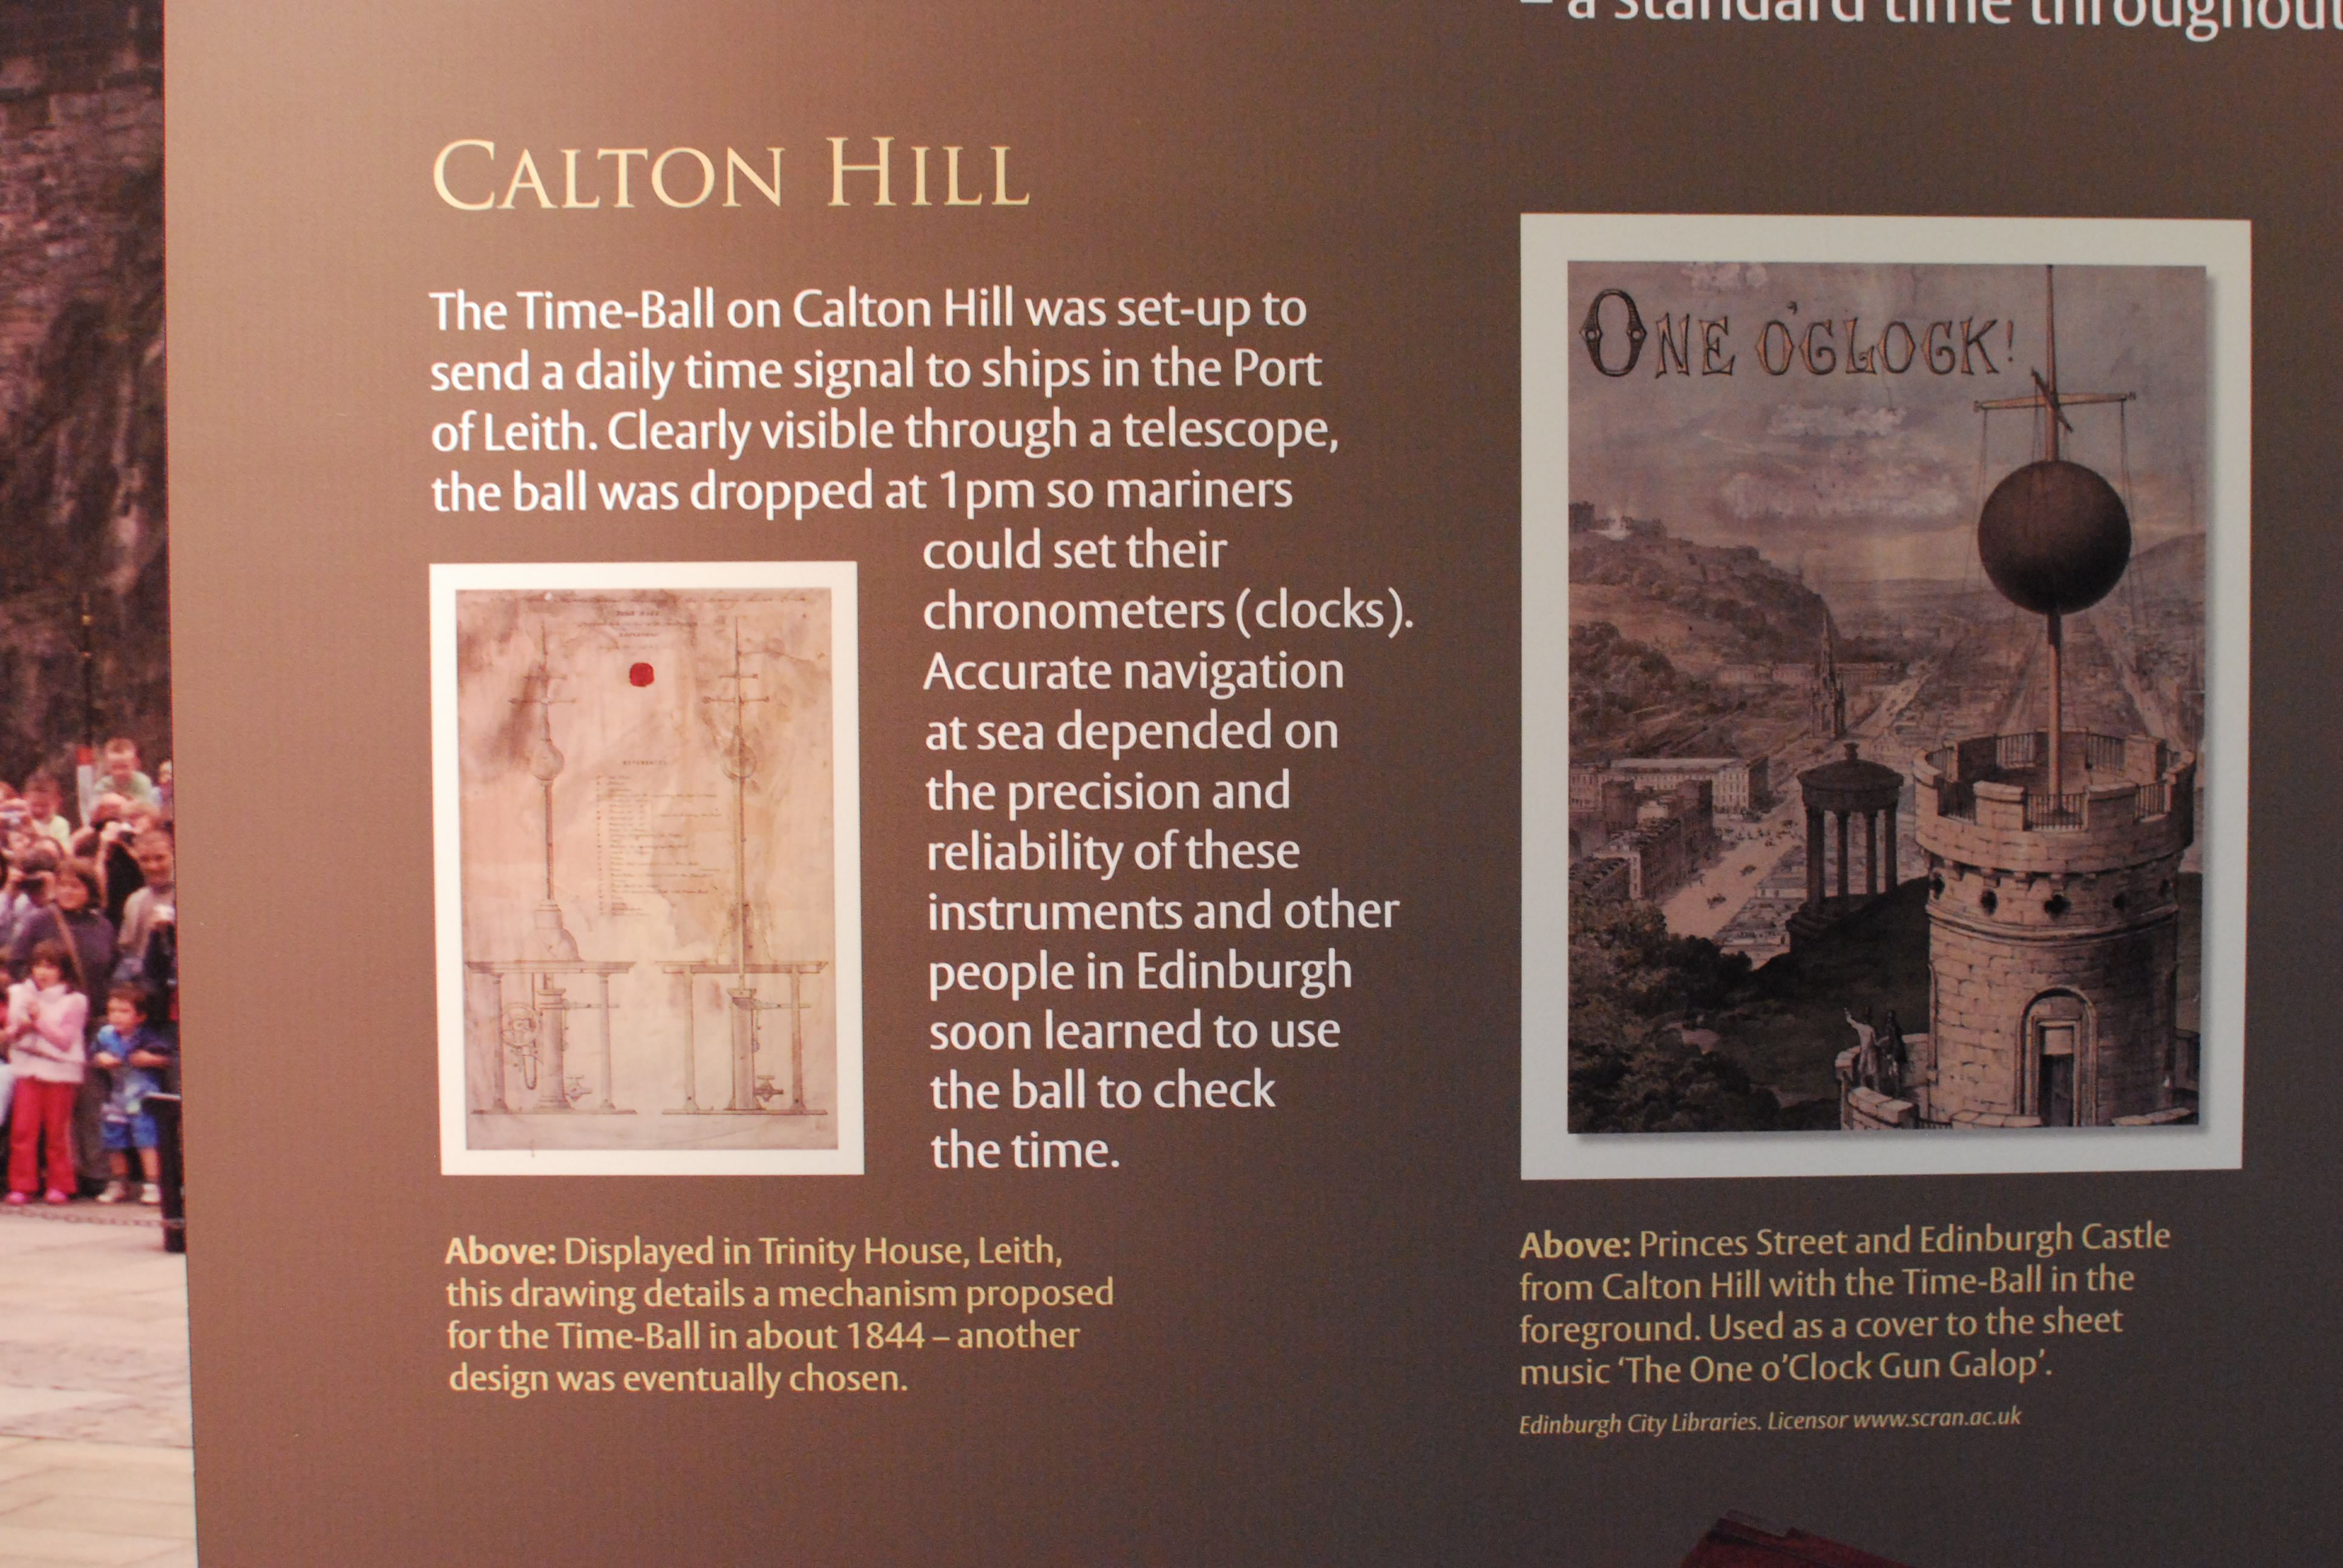 – a standard time throughout
CALTON HILL
The Time-Ball on Calton Hill was set-up to
send a daily time signal to ships in the Port
of Leith. Clearly visible through a telescope,
the ball was dropped at 1pm so mariners
could set their
chronometers (clocks).
Accurate navigation
at sea depended on
the precision and
reliability of these
instruments and other
people in Edinburgh
soon learned to use
the ball to check
the time.
REFERENCES
Above: Displayed in Trinity House, Leith,
this drawing details a mechanism proposed
for the Time-Ball in about 1844 – another
design was eventually chosen.
ONE O'CLOCK!
N
Above: Princes Street and Edinburgh Castle
from Calton Hill with the Time-Ball in the
foreground. Used as a cover to the sheet
music ‘The One o’Clock Gun Galop’.
Edinburgh City Libraries. Licensor www.scran.ac.uk